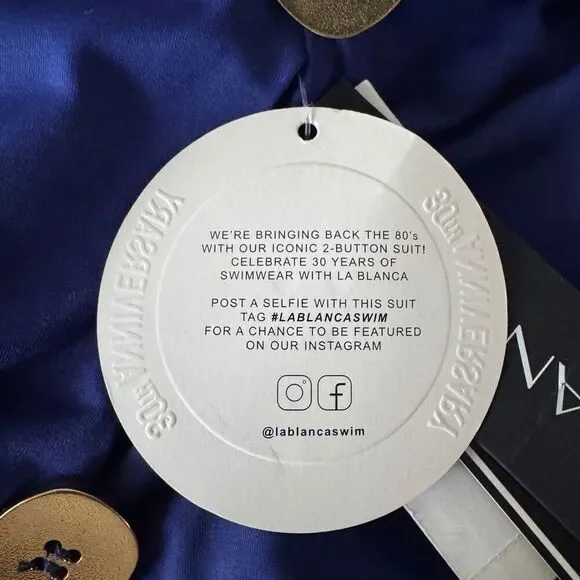 WE'RE BRINGING BACK THE 80's
WITH OUR ICONIC 2-BUTTON SUIT!
CELEBRATE 30 YEARS OF
SWIMWEAR WITH LA BLANCA
POST A SELFIE WITH THIS SUIT
TAG #LABLANCASWIM
FOR A CHANCE TO BE FEATURED
ON OUR INSTAGRAM
@lablancaswim
30TH ANNIVERSARY
30TH ANNIVERSARY
AN